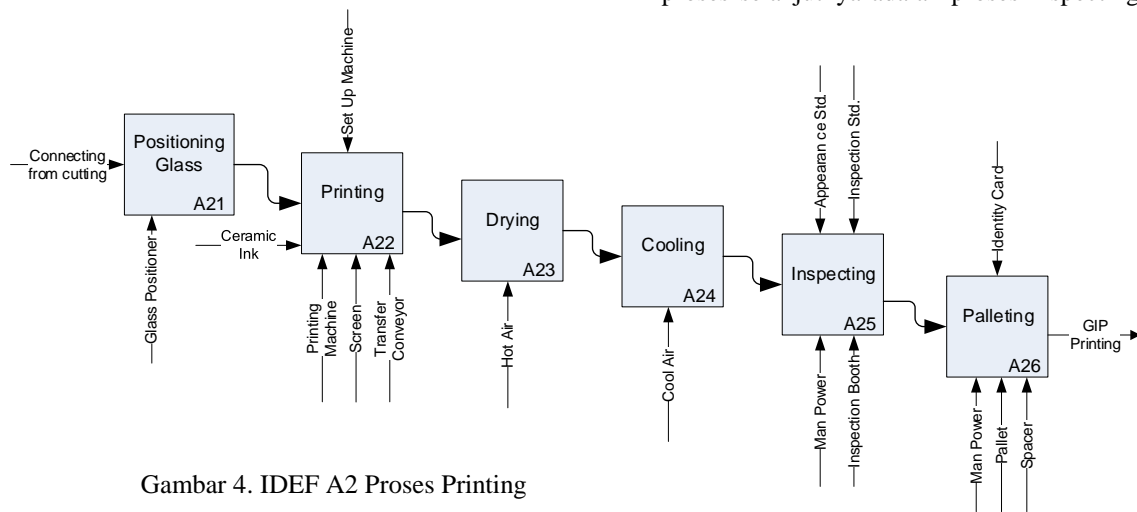 Set Up Machine
Positioning
Glass
A21
Connecting
from cutting
Glass Positioner
Printing
A22
Ceramic
Ink
Printing
Machine
Screen
Transfer
Conveyor
Drying
A23
Hot Air
Cooling
A24
Cool Air
Appearance Std.
Inspection Std.
Inspecting
A25
Man Power
Inspection Booth
Identity Card
Palleting
A26
GIP
Printing
Man Power
Pallet
Spacer
Gambar 4. IDEF A2 Proses Printing